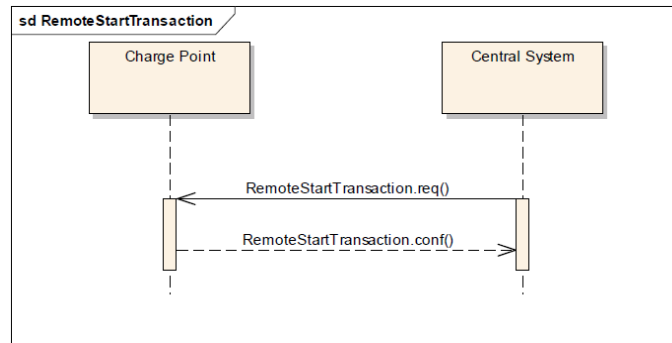 sd RemoteStartTransaction
Charge Point
Central System
RemoteStartTransaction.req()
RemoteStartTransaction.conf()